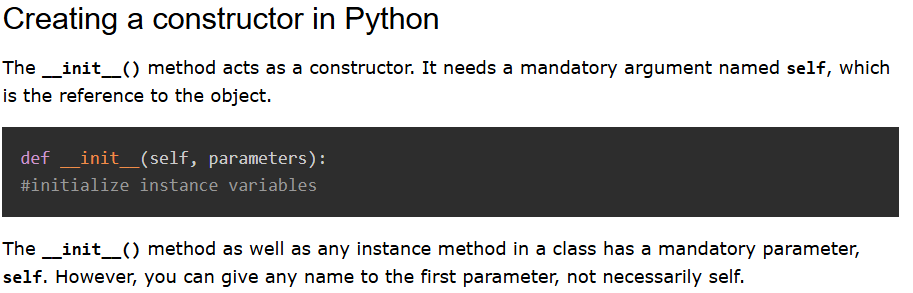 Creating a constructor in Python
The __init__() method acts as a constructor. It needs a mandatory argument named self, which
is the reference to the object.
def __init__(self, parameters):
#initialize instance variables
The __init__() method as well as any instance method in a class has a mandatory parameter,
self. However, you can give any name to the first parameter, not necessarily self.